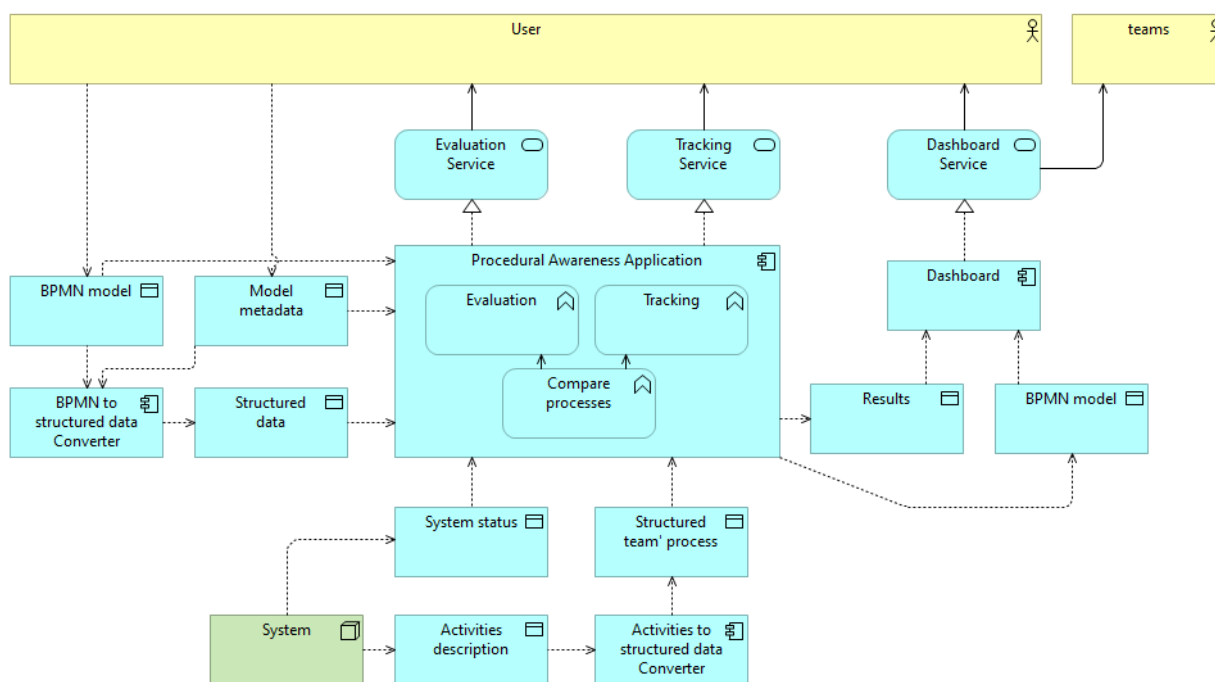 User
teams
Evaluation
Service
Tracking
Service
Dashboard
Service
Procedural Awareness Application
BPMN model
Model
metadata
Evaluation
Tracking
Dashboard
Compare
processes
BPMN to
structured data
Converter
Structured
data
Results
BPMN model
System status
Structured
team' process
System
Activities
description
Activities to
structured data
Converter